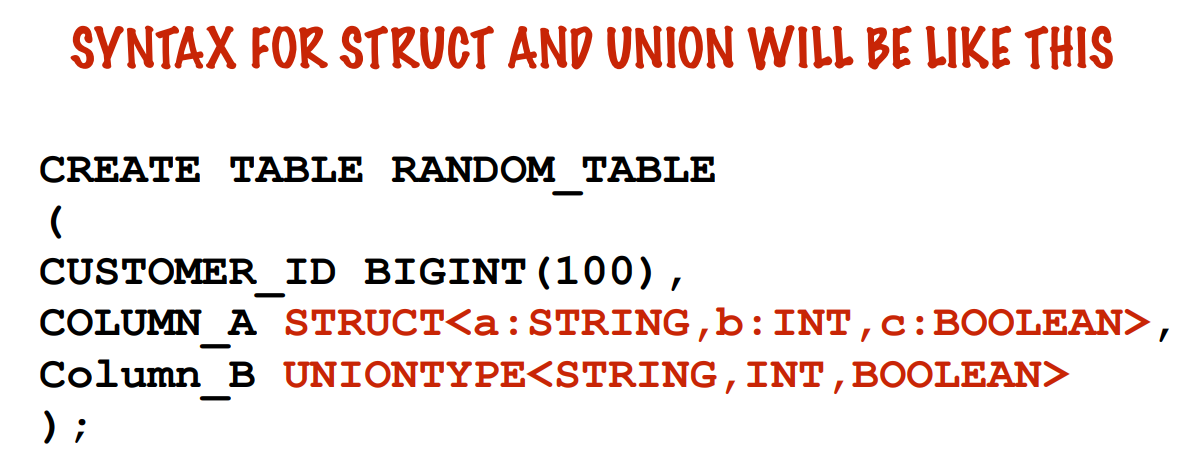 SYNTAX FOR STRUCT AND UNION WILL BE LIKE THIS
CREATE TABLE RANDOM_TABLE
(
CUSTOMER_ID BIGINT(100),
COLUMN_A STRUCT<a:STRING,b:INT,c:BOOLEAN>,
Column_B UNIONTYPE<STRING,INT,BOOLEAN>
);